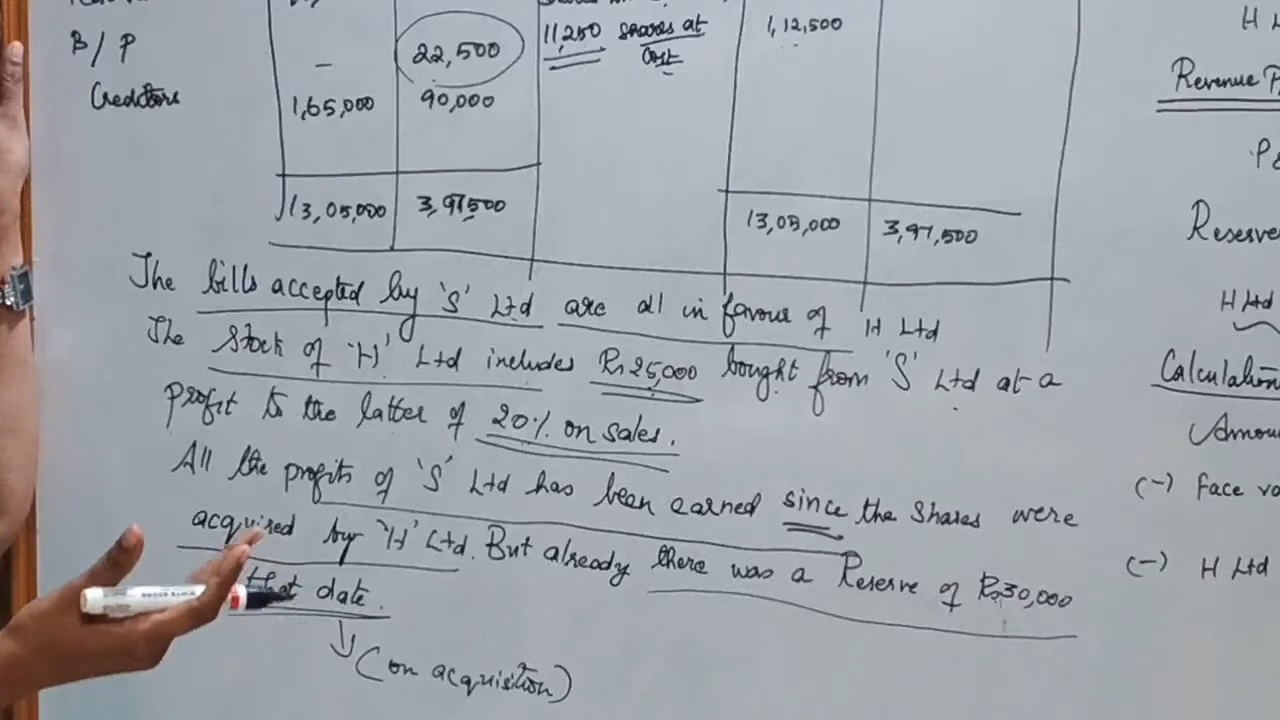 B/P - 22,500 11,250 shares at cost 1,12,500
Creditors 1,65,000 90,000
13,05,000 3,97,500 13,05,000 3,97,500
The bills accepted by 'S' Ltd are all in favour of H Ltd
The stock of 'H' Ltd includes Rs 25,000 bought from 'S' Ltd at a
profit to the latter of 20% on sales.
All the profits of 'S' Ltd has been earned since the shares were
acquired by 'H' Ltd. But already there was a Reserve of Rs 30,000
that date.
(on acquisition)
H
Revenue
Reserve
H Ltd
Calculation
(-) Face
(-) H Ltd